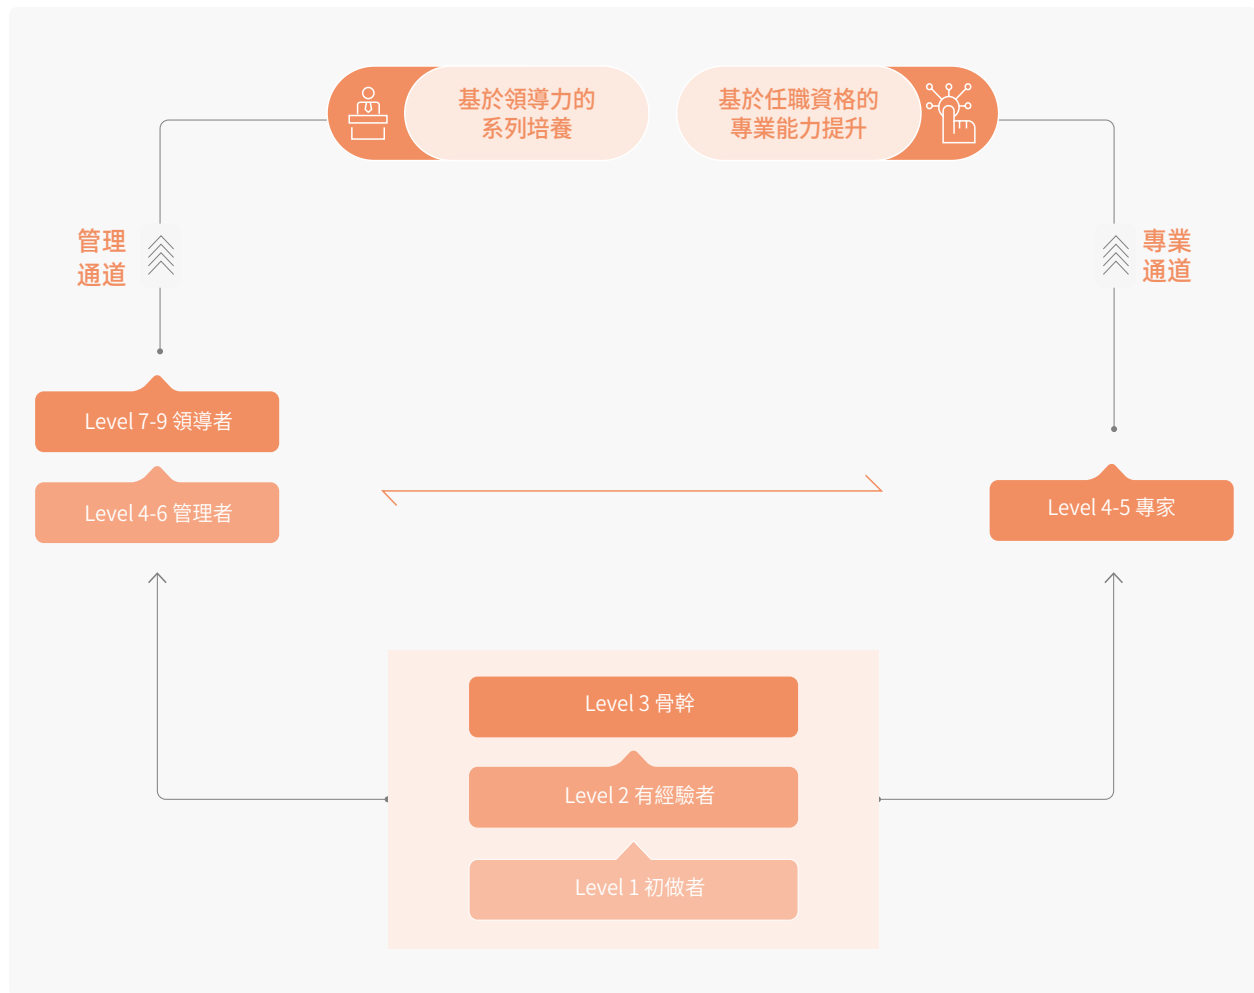 基於領導力的
系列培養
基於任職資格的
專業能力提升
管理
通道
專業
通道
Level 7-9 領導者
Level 4-6 管理者
Level 4-5 專家
Level 3 骨幹
Level 2 有經驗者
Level 1 初做者